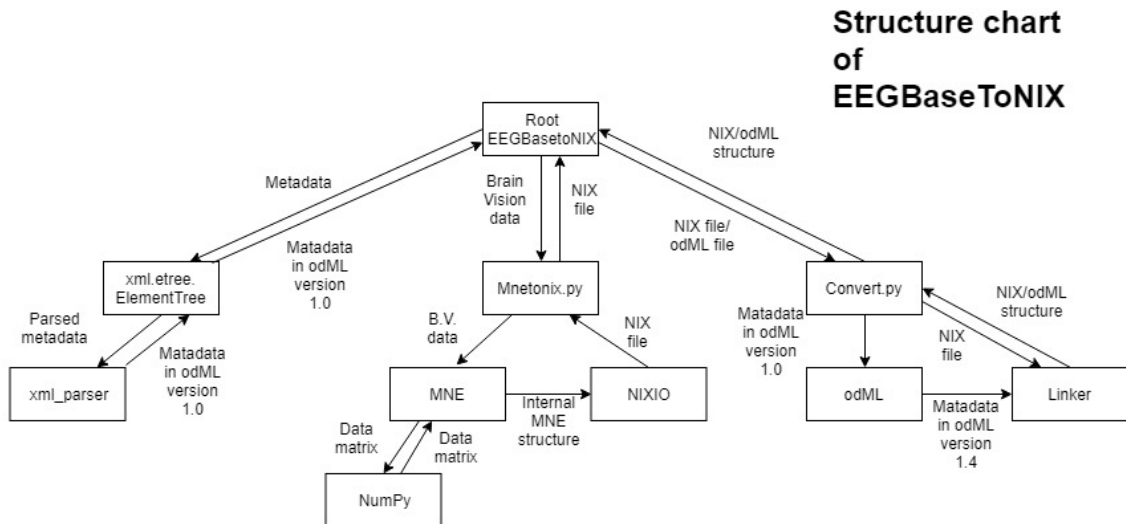 Structure chart
of
EEGBaseToNIX
Root
EEGBasetoNIX
NIX/odML
structure
Metadata
Brain
Vision
data
NIX
file
NIX file/
odML file
Matadata
in odML
version
1.0
xml.etree.
ElementTree
Mnetonix.py
Convert.py
NIX/odML
structure
Parsed
metadata
Matadata
in odML
version
1.0
B.V.
data
NIX
file
Matadata
in odML
version
1.0
NIX
file
xml_parser
MNE
Internal
MNE
structure
NIXIO
odML
Matadata
in odML
version
1.4
Linker
Data
matrix
Data
matrix
NumPy